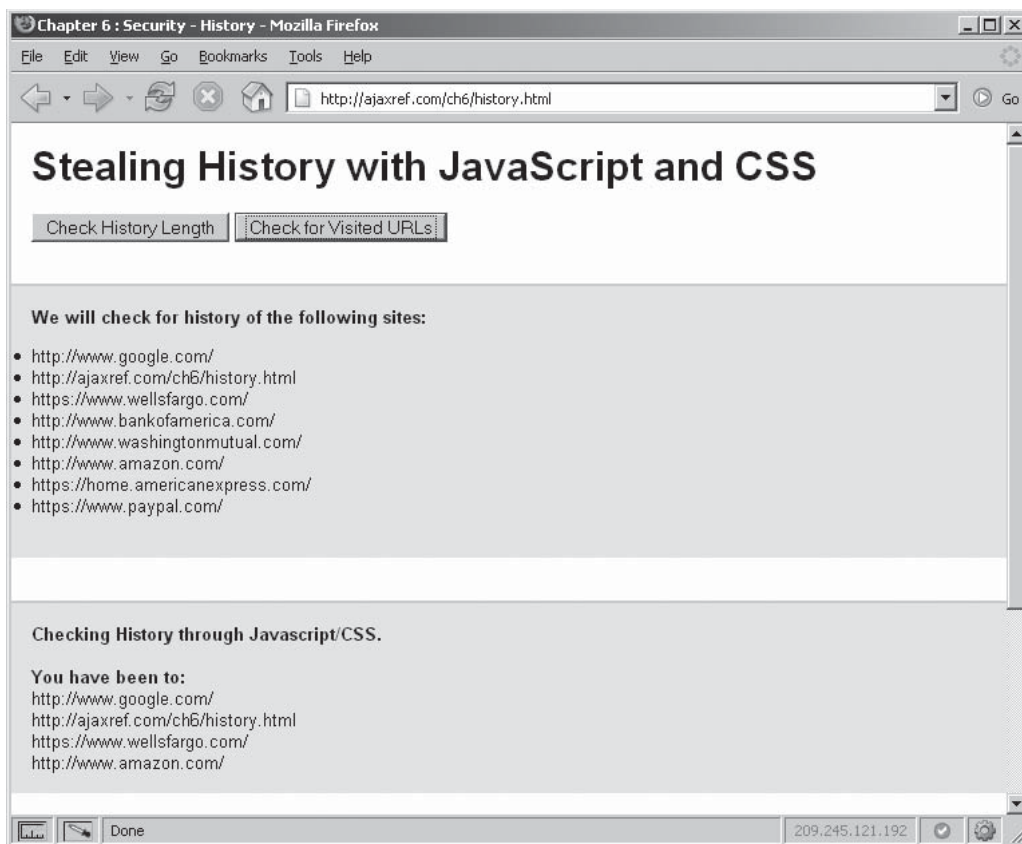 Chapter 6 : Security - History - Mozilla Firefox
File Edit View Go Bookmarks Tools Help
http://ajaxref.com/ch6/history.html Go
Stealing History with JavaScript and CSS
Check History Length Check for Visited URLs
We will check for history of the following sites:
• http://www.google.com/
• http://ajaxref.com/ch6/history.html
• https://www.wellsfargo.com/
• http://www.bankofamerica.com/
• http://www.washingtonmutual.com/
• http://www.amazon.com/
• https://home.americanexpress.com/
• https://www.paypal.com/
Checking History through Javascript/CSS.
You have been to:
http://www.google.com/
http://ajaxref.com/ch6/history.html
https://www.wellsfargo.com/
http://www.amazon.com/
Done 209.245.121.192